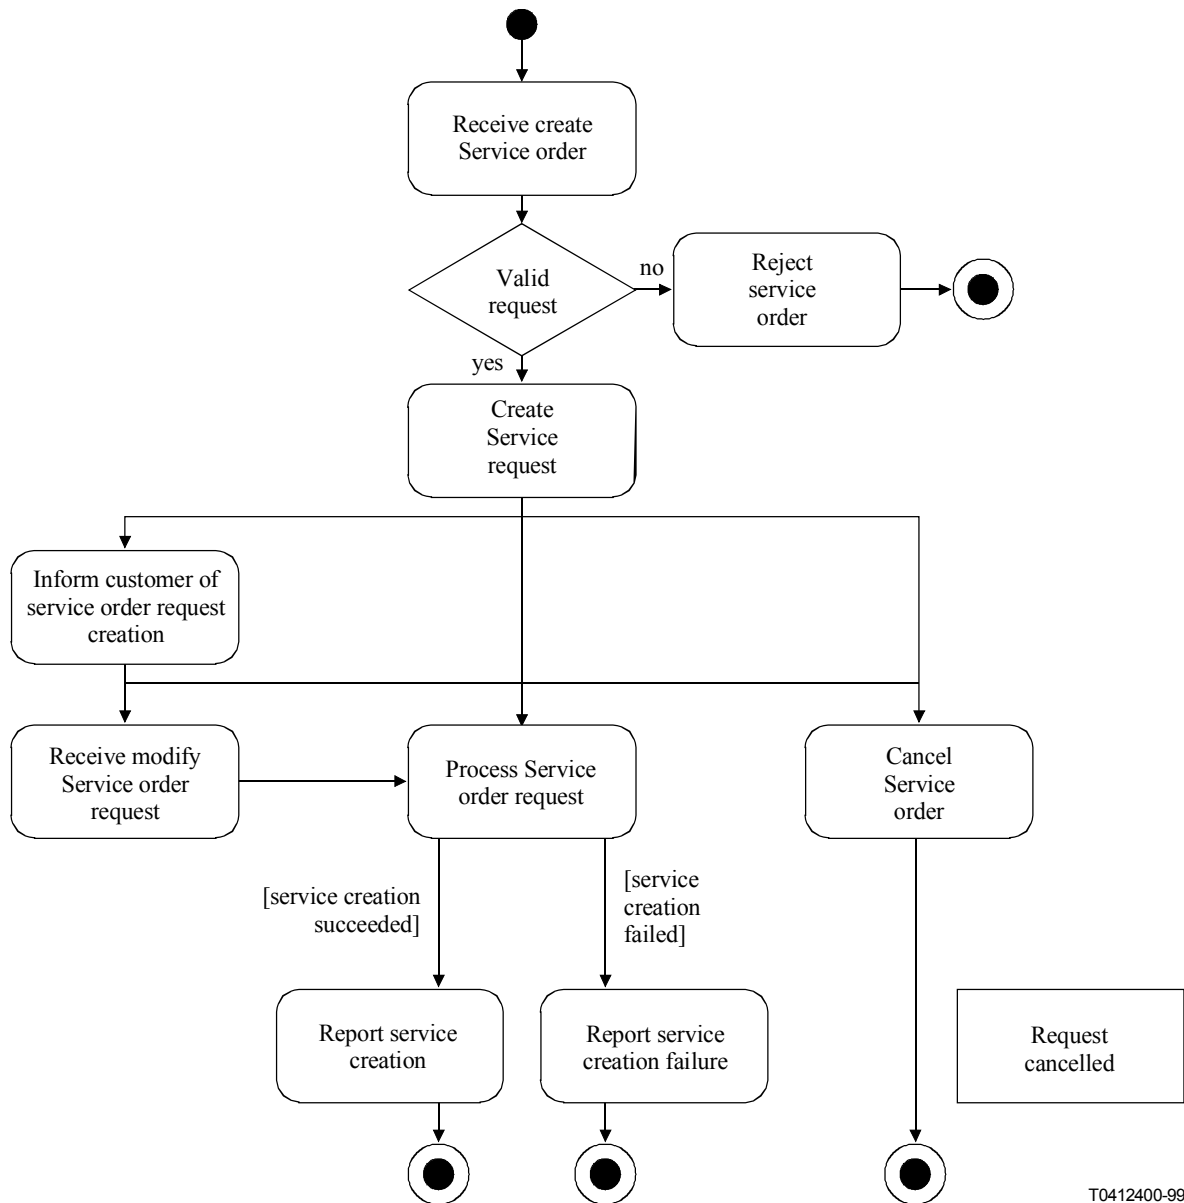 Receive create
Service order
Valid
request
no
Reject
service
order
yes
Create
Service
request
Inform customer of
service order request
creation
Receive modify
Service order
request
Process Service
order request
Cancel
Service
order
[service creation
succeeded]
[service
creation
failed]
Report service
creation
Report service
creation failure
Request
cancelled
T0412400-99